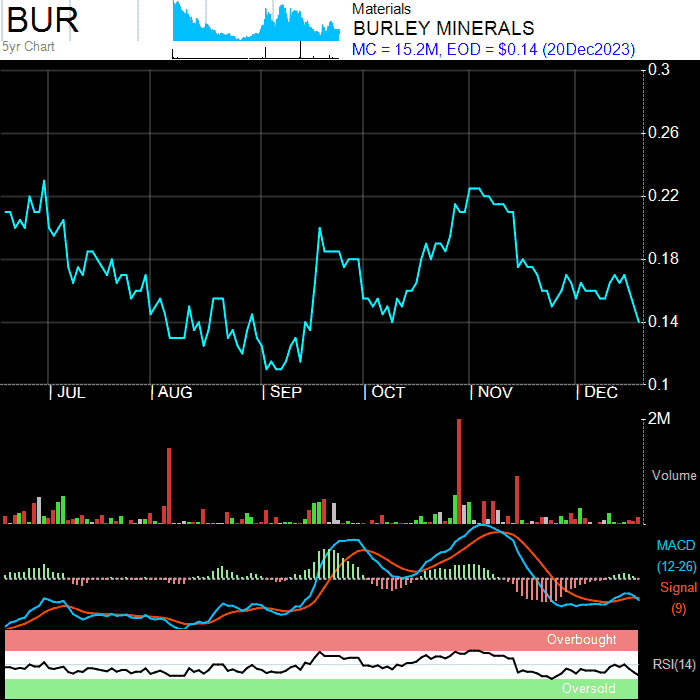 BUR
5yr Chart
Materials
BURLEY MINERALS
MC = 15.2M, EOD = $0.14 (20Dec2023)
0.3
0.26
0.22
0.18
0.14
0.1
JUL AUG SEP OCT NOV DEC
2M
Volume
MACD
(12-26)
Signal
(9)
Overbought
RSI(14)
Oversold